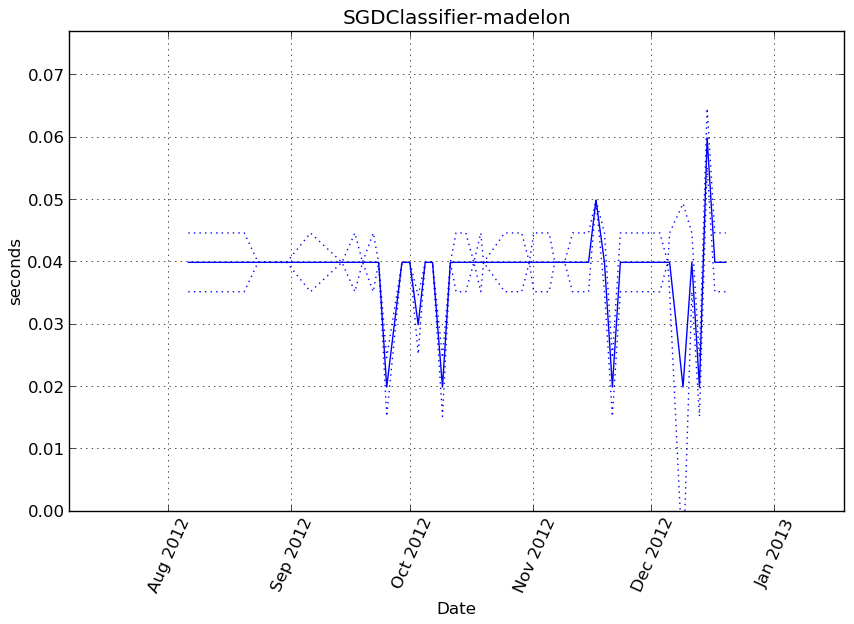 SGDClassifier-madelon
0.07
0.06
0.05
0.04
0.03
0.02
0.01
0.00
seconds
Aug 2012
Sep 2012
Oct 2012
Nov 2012
Dec 2012
Jan 2013
Date